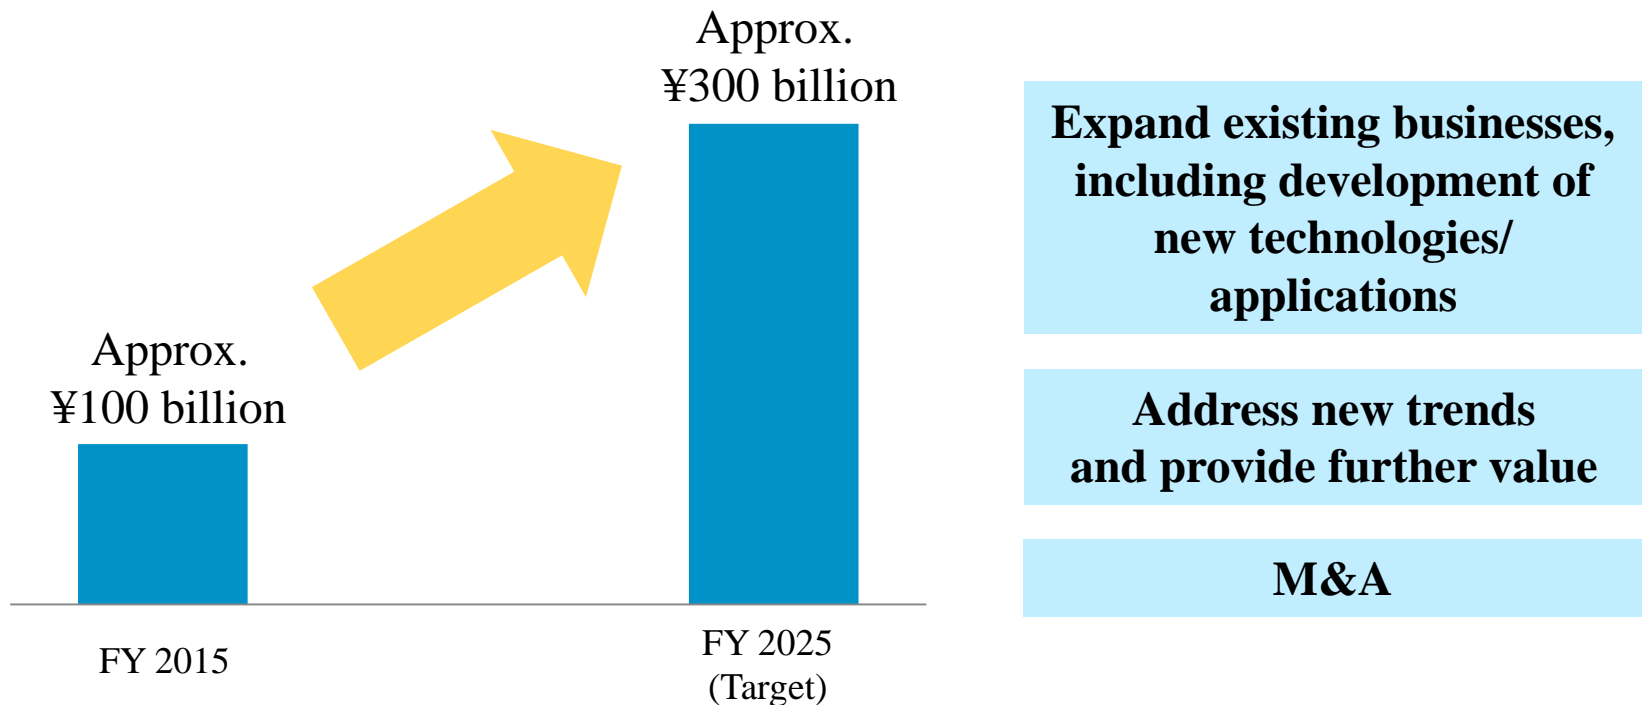 Approx.
¥300 billion
Approx.
¥100 billion
FY 2015
FY 2025
(Target)
Expand existing businesses,
including development of
new technologies/
applications
Address new trends
and provide further value
M&A